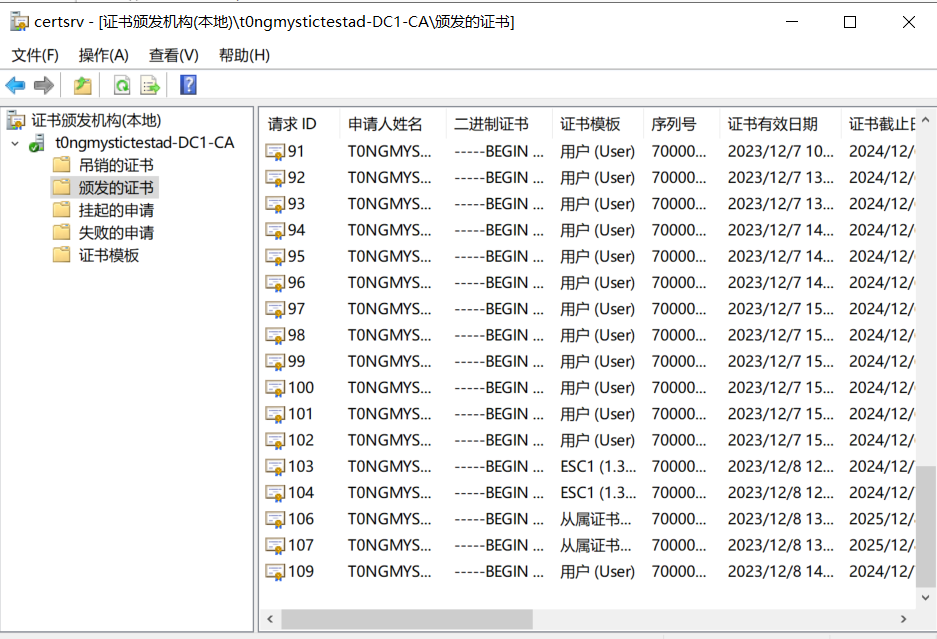 certsrv - [证书颁发机构(本地)\t0ngmystictestad-DC1-CA\颁发的证书]
文件(F) 操作(A) 查看(V) 帮助(H)
证书颁发机构(本地)
t0ngmystictestad-DC1-CA
吊销的证书
颁发的证书
挂起的申请
失败的申请
证书模板
请求 ID 申请人姓名 二进制证书 证书模板 序列号 证书有效日期 证书截止日
91 T0NGMYS... -----BEGIN ... 用户 (User) 70000... 2023/12/7 10... 2024/12/
92 T0NGMYS... -----BEGIN ... 用户 (User) 70000... 2023/12/7 13... 2024/12/
93 T0NGMYS... -----BEGIN ... 用户 (User) 70000... 2023/12/7 13... 2024/12/
94 T0NGMYS... -----BEGIN ... 用户 (User) 70000... 2023/12/7 14... 2024/12/
95 T0NGMYS... -----BEGIN ... 用户 (User) 70000... 2023/12/7 14... 2024/12/
96 T0NGMYS... -----BEGIN ... 用户 (User) 70000... 2023/12/7 14... 2024/12/
97 T0NGMYS... -----BEGIN ... 用户 (User) 70000... 2023/12/7 15... 2024/12/
98 T0NGMYS... -----BEGIN ... 用户 (User) 70000... 2023/12/7 15... 2024/12/
99 T0NGMYS... -----BEGIN ... 用户 (User) 70000... 2023/12/7 15... 2024/12/
100 T0NGMYS... -----BEGIN ... 用户 (User) 70000... 2023/12/7 15... 2024/12/
101 T0NGMYS... -----BEGIN ... 用户 (User) 70000... 2023/12/7 15... 2024/12/
102 T0NGMYS... -----BEGIN ... 用户 (User) 70000... 2023/12/7 15... 2024/12/
103 T0NGMYS... -----BEGIN ... ESC1 (1.3... 70000... 2023/12/8 12... 2024/12/
104 T0NGMYS... -----BEGIN ... ESC1 (1.3... 70000... 2023/12/8 12... 2024/12/
106 T0NGMYS... -----BEGIN ... 从属证书... 70000... 2023/12/8 13... 2025/12/
107 T0NGMYS... -----BEGIN ... 从属证书... 70000... 2023/12/8 13... 2025/12/
109 T0NGMYS... -----BEGIN ... 用户 (User) 70000... 2023/12/8 14... 2024/12/